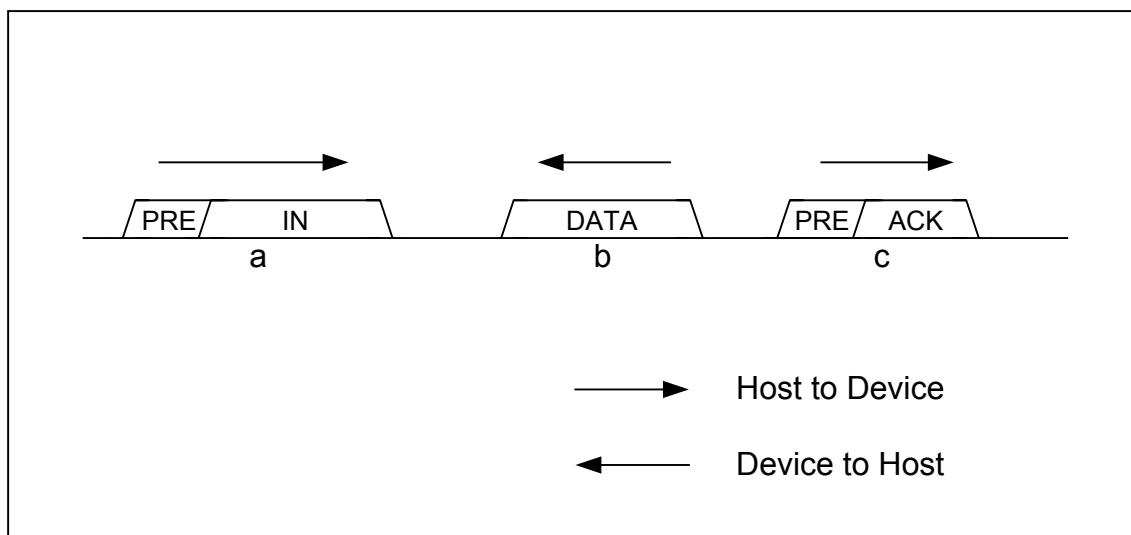 PRE IN DATA PRE ACK
a b c
Host to Device
Device to Host